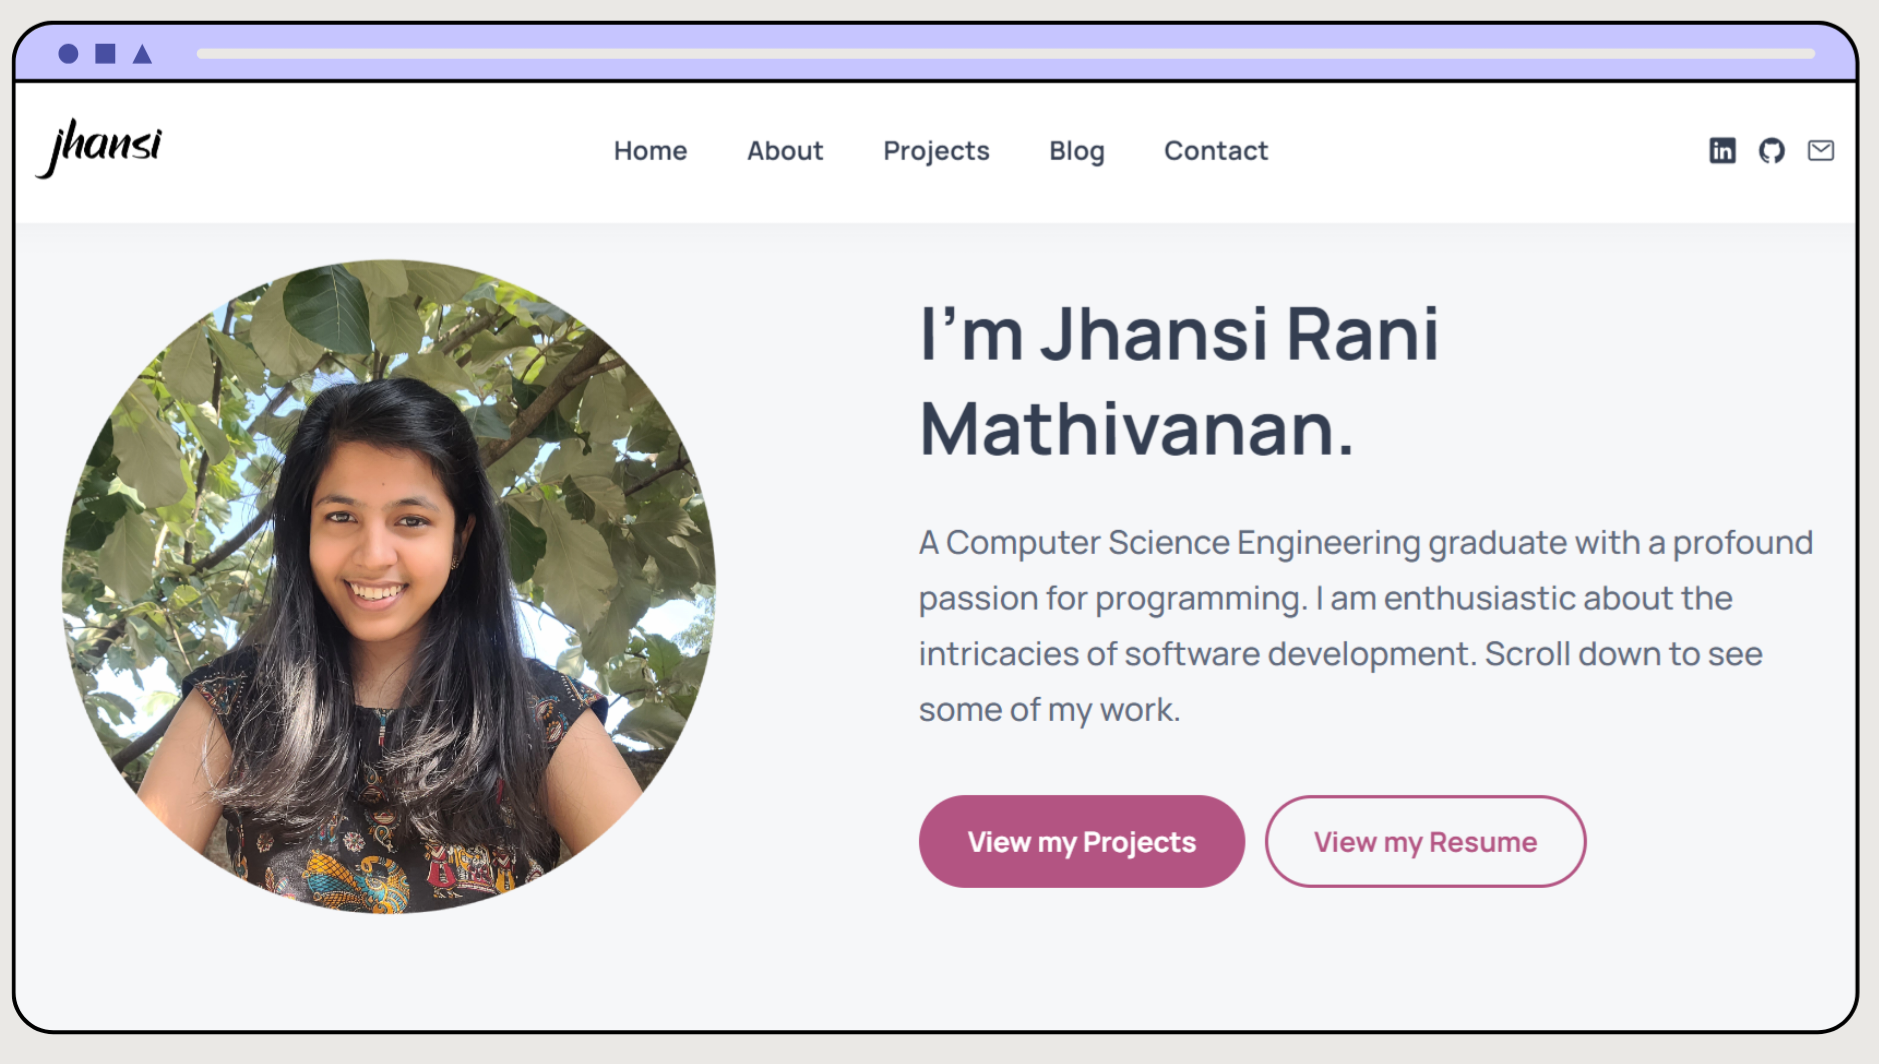 jhansi
Home About Projects Blog Contact
I’m Jhansi Rani
Mathivanan.
A Computer Science Engineering graduate with a profound
passion for programming. I am enthusiastic about the
intricacies of software development. Scroll down to see
some of my work.
View my Projects View my Resume